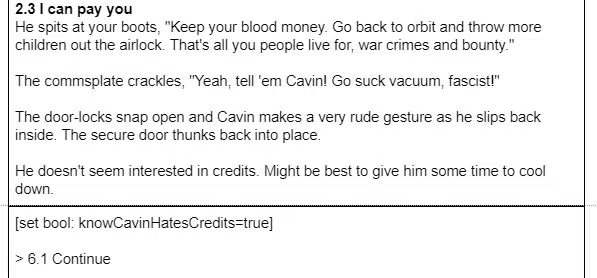 2.3 I can pay you
He spits at your boots, "Keep your blood money. Go back to orbit and throw more
children out the airlock. That's all you people live for, war crimes and bounty."
The commsplate crackles, "Yeah, tell 'em Cavin! Go suck vacuum, fascist!"
The door-locks snap open and Cavin makes a very rude gesture as he slips back
inside. The secure door thunks back into place.
He doesn't seem interested in credits. Might be best to give him some time to cool
down.
[set bool: knowCavinHatesCredits=true]
> 6.1 Continue